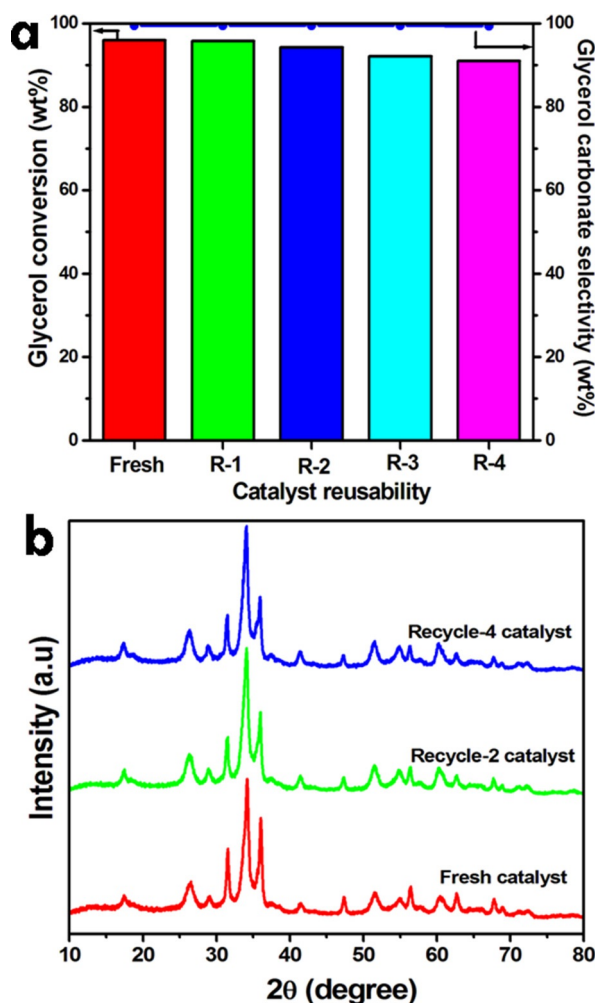 a
Glycerol conversion (wt%)
100
80
60
40
20
0
100
80
60
40
20
0
Glycerol carbonate selectivity (wt%)
Fresh R-1 R-2 R-3 R-4
Catalyst reusability
b
Intensity (a.u)
Recycle-4 catalyst
Recycle-2 catalyst
Fresh catalyst
10 20 30 40 50 60 70 80
2θ (degree)